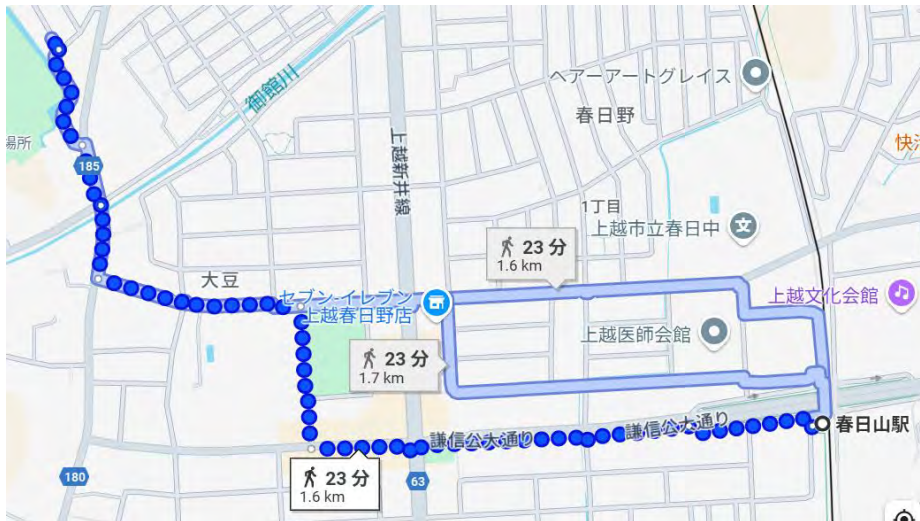 御館川
ヘアーアートグレイス
春日野
場所
185
上越新井線
1丁目
上越市立春日中
文
23 分
1.6 km
大豆
セブン‐イレブン
上越春日野店
上越文化会館
上越医師会館
23 分
1.7 km
謙信公大通り
謙信公大通り
春日山駅
23 分
1.6 km
180
63